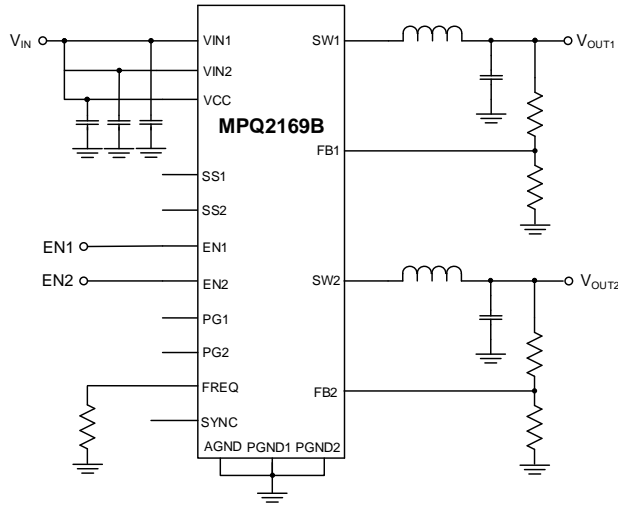 VIN
VIN1
SW1
VOUT1
VIN2
VCC
MPQ2169B
FB1
SS1
SS2
EN1
EN1
EN2
EN2
SW2
VOUT2
PG1
PG2
FREQ
FB2
SYNC
AGND PGND1 PGND2